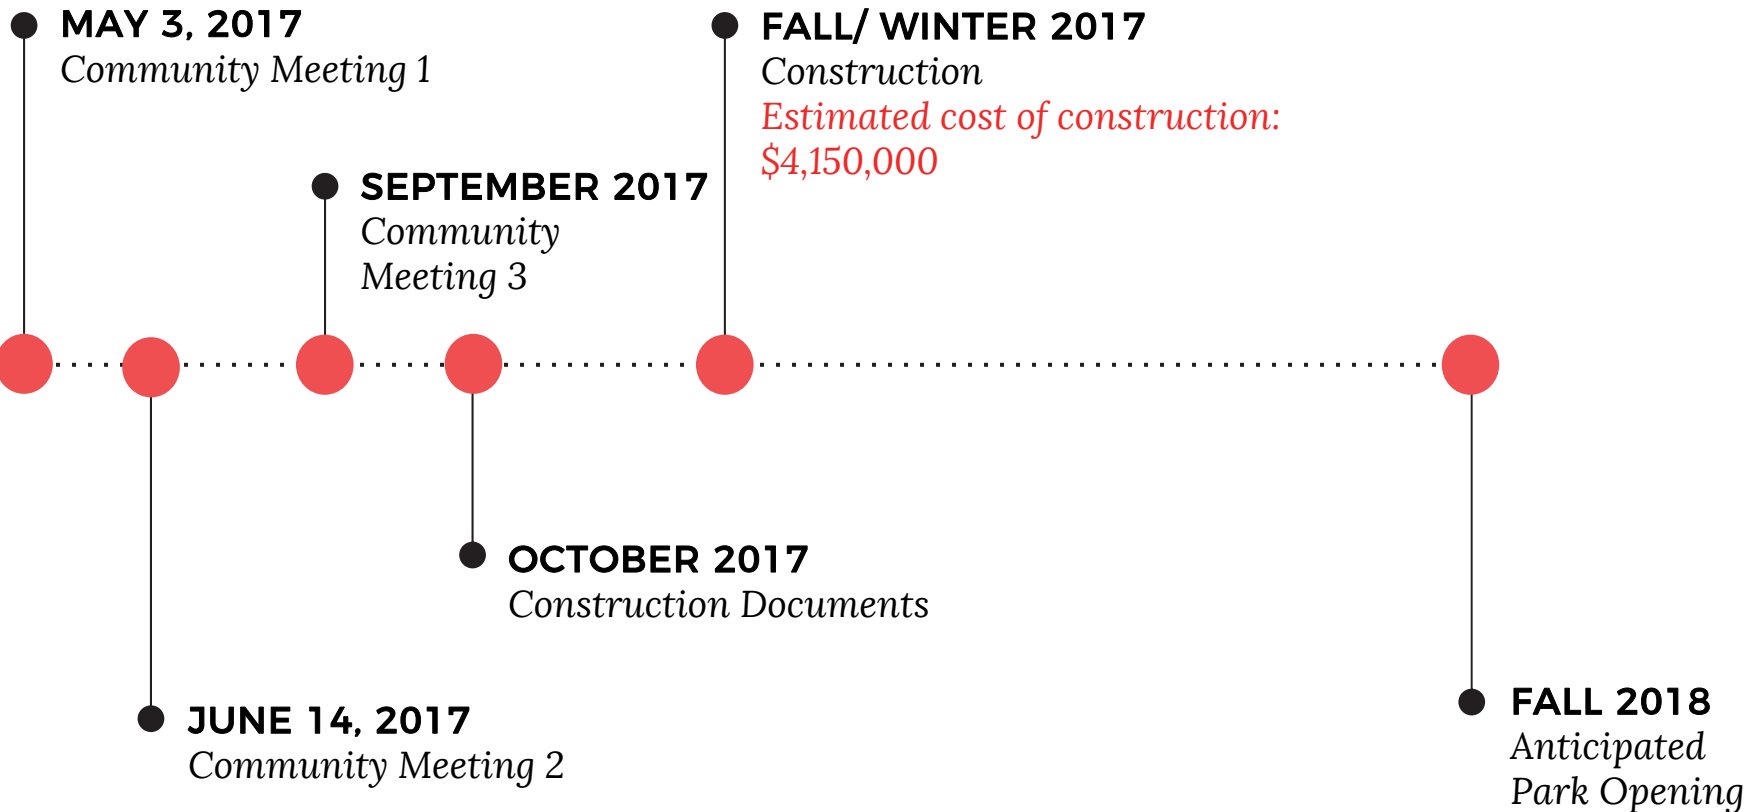 MAY 3, 2017
Community Meeting 1
FALL/ WINTER 2017
Construction
Estimated cost of construction:
$4,150,000
SEPTEMBER 2017
Community
Meeting 3
OCTOBER 2017
Construction Documents
JUNE 14, 2017
Community Meeting 2
FALL 2018
Anticipated
Park Opening